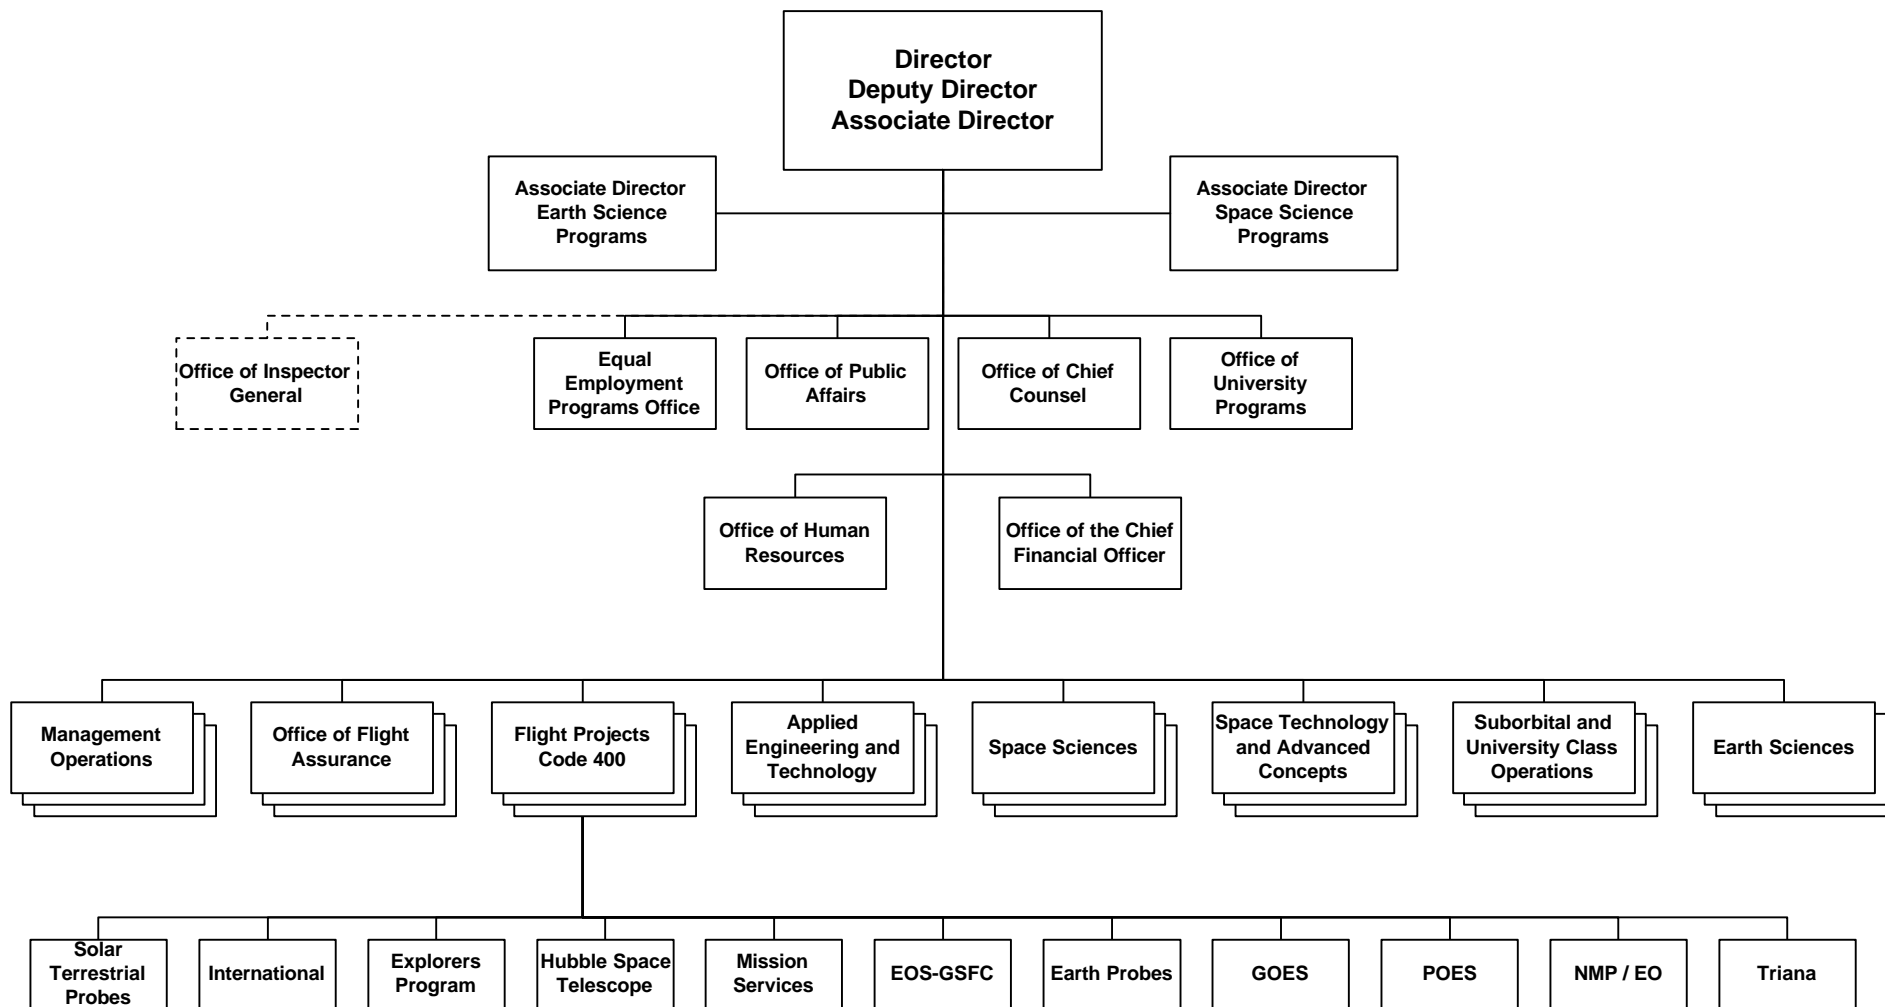 Director
Deputy Director
Associate Director
Associate Director
Earth Science
Programs
Associate Director
Space Science
Programs
Office of Inspector
General
Equal
Employment
Programs Office
Office of Public
Affairs
Office of Chief
Counsel
Office of
University
Programs
Office of Human
Resources
Office of the Chief
Financial Officer
Management
Operations
Office of Flight
Assurance
Flight Projects
Code 400
Applied
Engineering and
Technology
Space Sciences
Space Technology
and Advanced
Concepts
Suborbital and
University Class
Operations
Earth Sciences
Solar
Terrestrial
Probes
International
Explorers
Program
Hubble Space
Telescope
Mission
Services
EOS-GSFC
Earth Probes
GOES
POES
NMP / EO
Triana